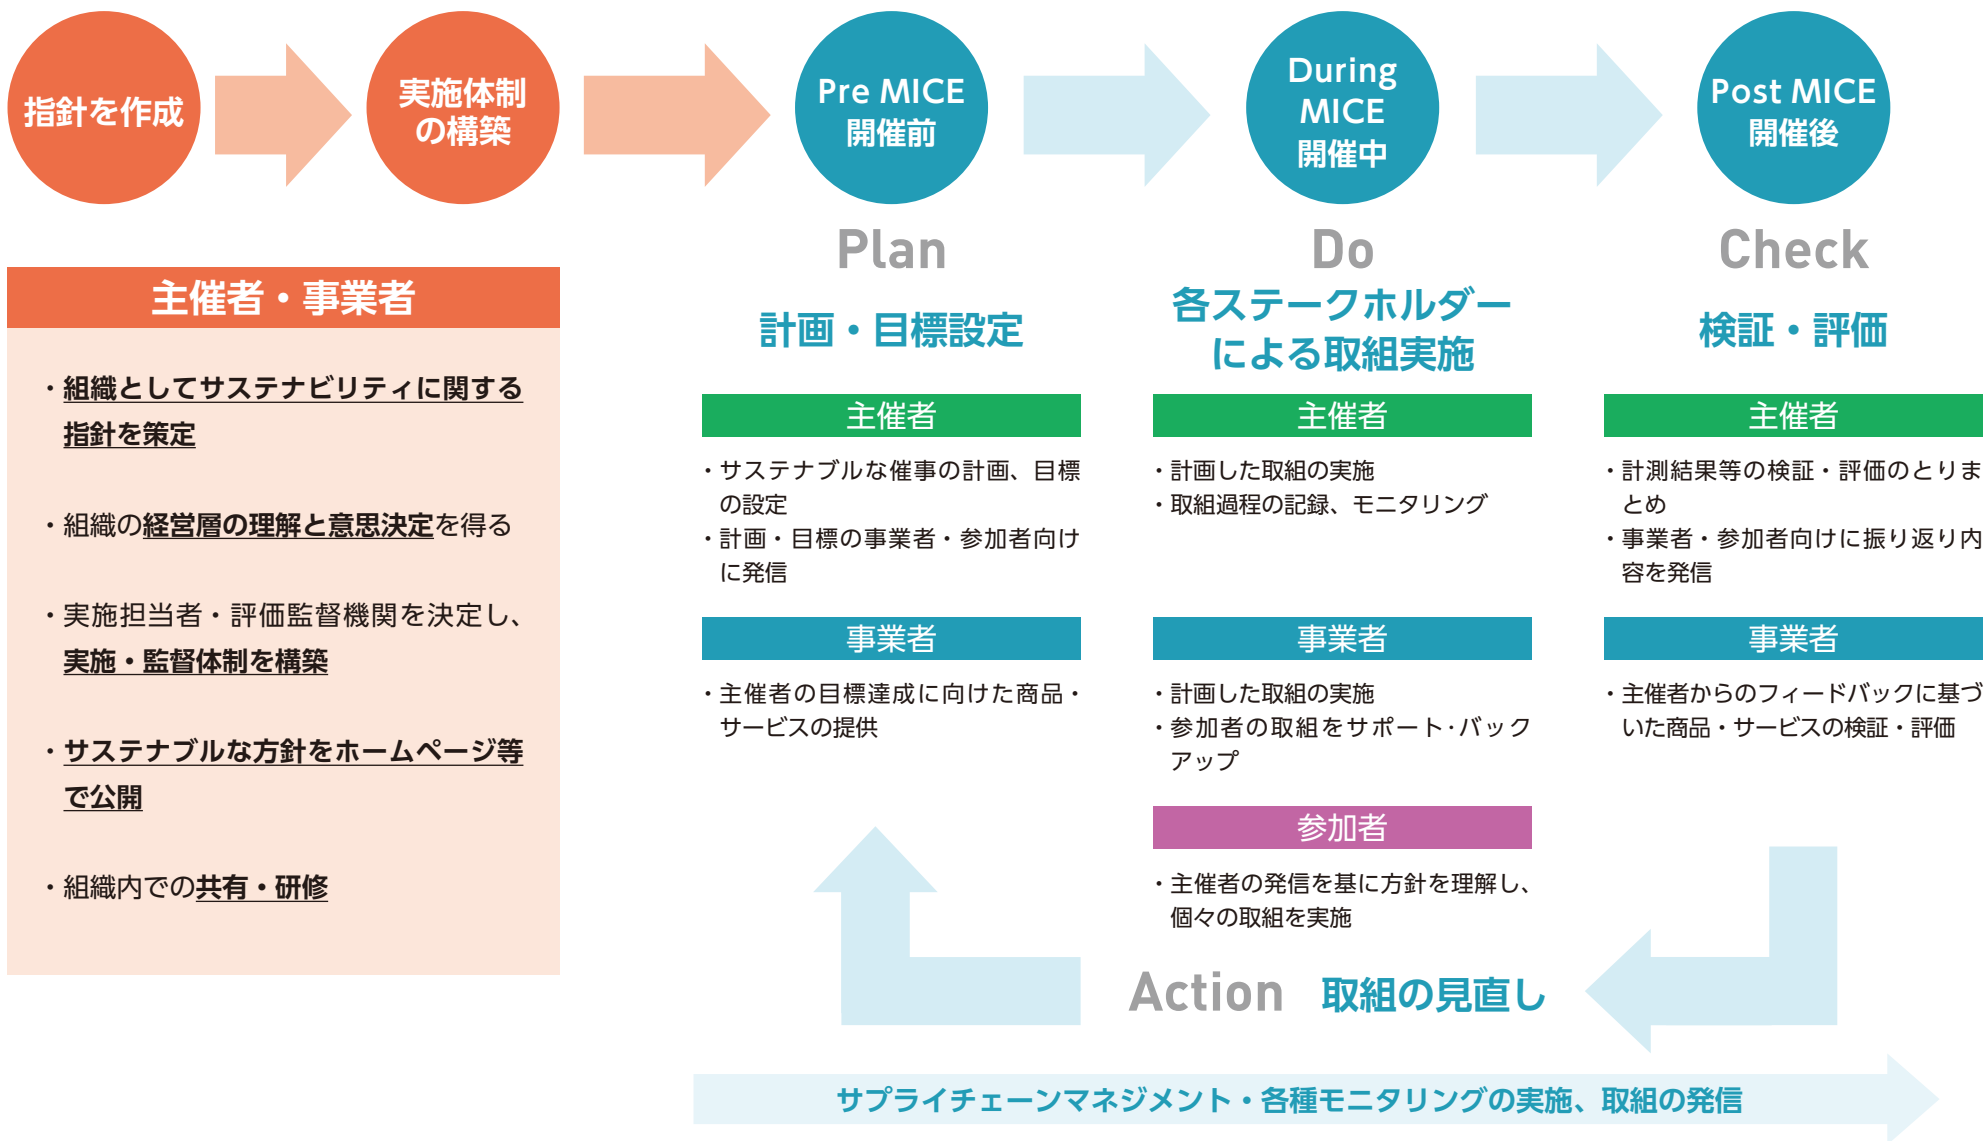 指針を作成
実施体制
の構築
Pre MICE
開催前
During
MICE
開催中
Post MICE
開催後
主催者・事業者
・組織としてサステナビリティに関する
指針を策定
・組織の経営層の理解と意思決定を得る
・実施担当者・評価監督機関を決定し、
実施・監督体制を構築
・サステナブルな方針をホームページ等
で公開
・組織内での共有・研修
Plan
計画・目標設定
主催者
・サステナブルな催事の計画、目標
の設定
・計画・目標の事業者・参加者向け
に発信
事業者
・主催者の目標達成に向けた商品・
サービスの提供
Do
各ステークホルダー
による取組実施
主催者
・計画した取組の実施
・取組過程の記録、モニタリング
事業者
・計画した取組の実施
・参加者の取組をサポート・バック
アップ
参加者
・主催者の発信を基に方針を理解し、
個々の取組を実施
Check
検証・評価
主催者
・計測結果等の検証・評価のとりま
とめ
・事業者・参加者向けに振り返り内
容を発信
事業者
・主催者からのフィードバックに基づ
いた商品・サービスの検証・評価
Action 取組の見直し
サプライチェーンマネジメント・各種モニタリングの実施、取組の発信